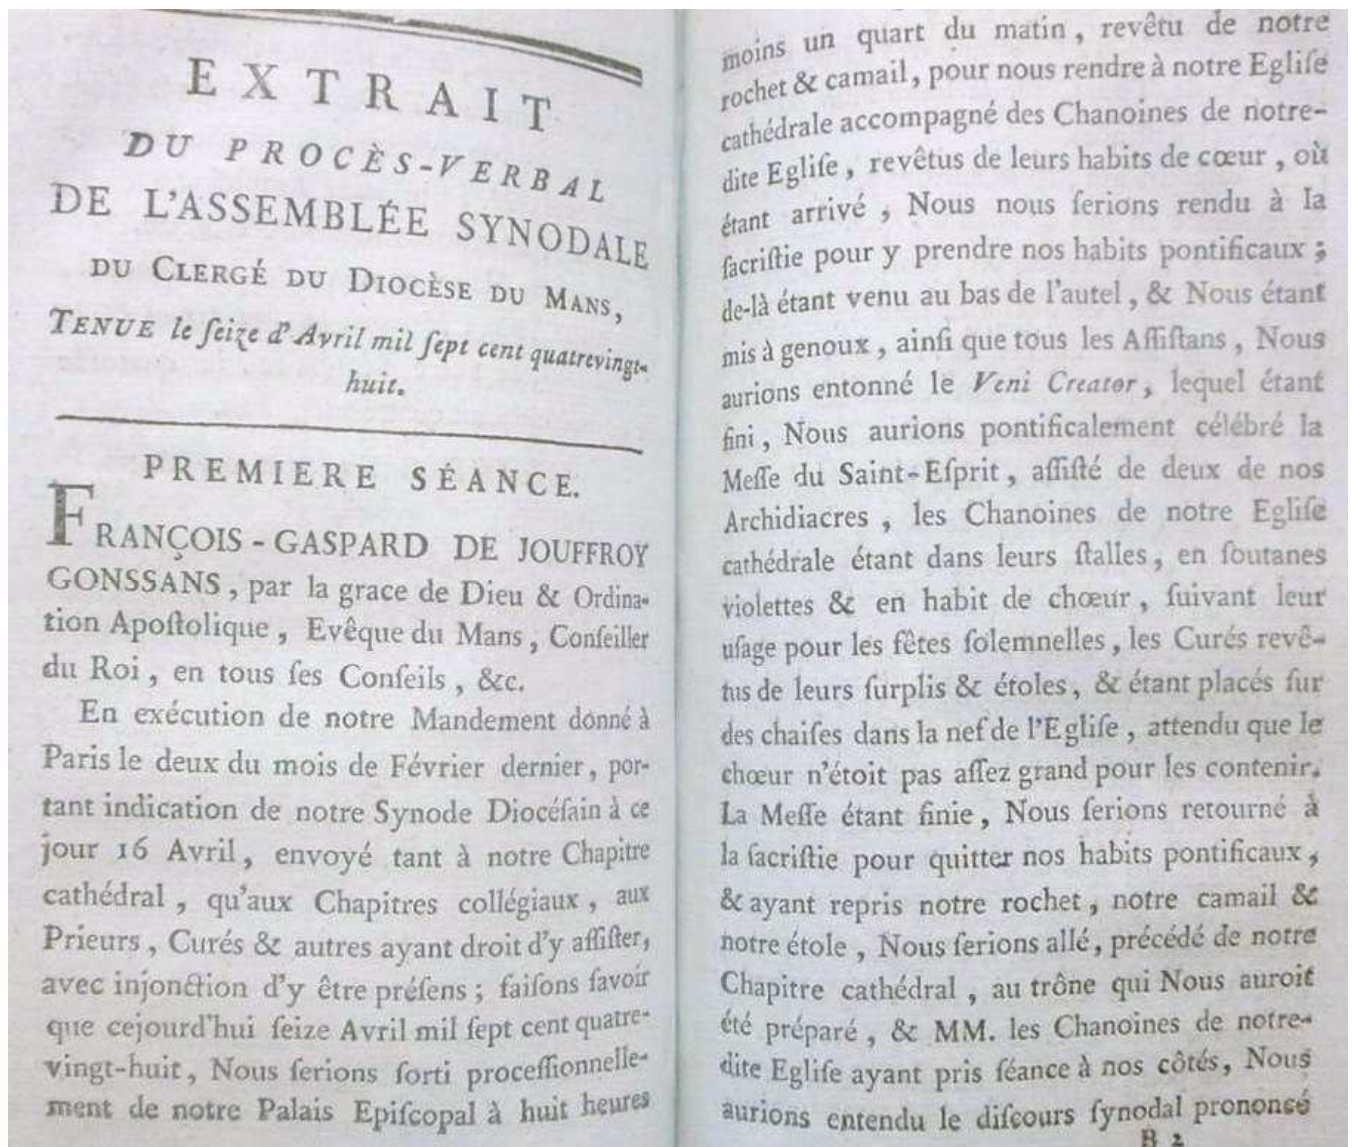 EXTRAIT
DU PROCÈS-VERBAL
DE L'ASSEMBLÉE SYNODALE
DU CLERGÉ DU DIOCÈSE DU MANS,
TENUE le ſeize d'Avril mil ſept cent quatrevingt-
huit.
PREMIERE SÉANCE.
FRANÇOIS-GASPARD DE JOUFFROY
GONSSANS, par la grace de Dieu & Ordina-
tion Apoſtolique, Evêque du Mans, Conſeiller
du Roi, en tous ſes Conſeils, &c.
En exécution de notre Mandement donné à
Paris le deux du mois de Février dernier, por-
tant indication de notre Synode Diocéſain à ce
jour 16 Avril, envoyé tant à notre Chapitre
cathédral, qu'aux Chapitres collégiaux, aux
Prieurs, Curés & autres ayant droit d'y aſſiſter,
avec injonction d'y être préſens; faiſons ſavoir
que cejourd'hui ſeize Avril mil ſept cent quatre-
vingt-huit, Nous ſerions ſorti proceſſionnelle-
ment de notre Palais Epiſcopal à huit heures
moins un quart du matin, revêtu de notre
rochet & camail, pour nous rendre à notre Egliſe
cathédrale accompagné des Chanoines de notre-
dite Egliſe, revêtus de leurs habits de cœur, où
étant arrivé, Nous nous ſerions rendu à la
ſacriſtie pour y prendre nos habits pontificaux;
de-là étant venu au bas de l'autel, & Nous étant
mis à genoux, ainſi que tous les Aſſiſtans, Nous
aurions entonné le Veni Creator, lequel étant
fini, Nous aurions pontificalement célébré la
Meſſe du Saint-Eſprit, aſſiſté de deux de nos
Archidiacres, les Chanoines de notre Egliſe
cathédrale étant dans leurs ſtalles, en ſoutanes
violettes & en habit de chœur, ſuivant leur
uſage pour les fêtes ſolemnelles, les Curés revê-
tus de leurs ſurplis & étoles, & étant placés ſur
des chaiſes dans la nef de l'Egliſe, attendu que le
chœur n'étoit pas aſſez grand pour les contenir.
La Meſſe étant finie, Nous ſerions retourné à
la ſacriſtie pour quitter nos habits pontificaux,
& ayant repris notre rochet, notre camail &
notre étole, Nous ſerions allé, précédé de notre
Chapitre cathédral, au trône qui Nous auroit
été préparé, & MM. les Chanoines de notre-
dite Egliſe ayant pris ſéance à nos côtés, Nous
aurions entendu le diſcours ſynodal prononcé
B 2